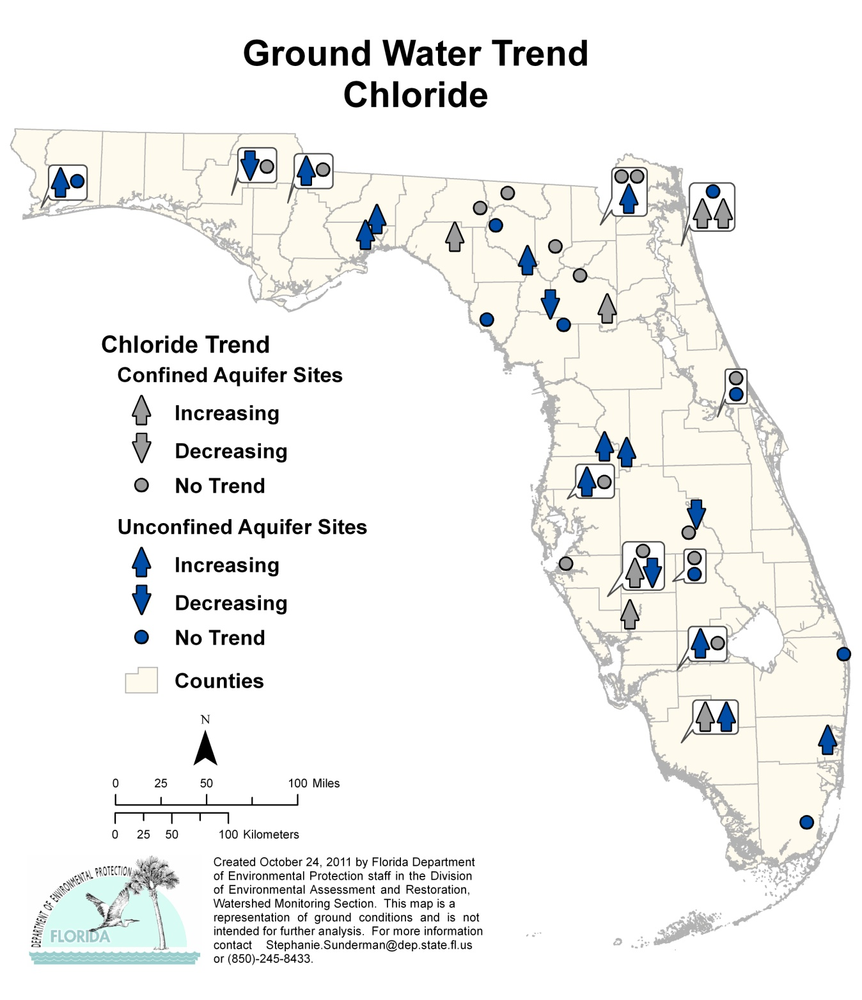 Ground Water Trend
Chloride
Chloride Trend
Confined Aquifer Sites
Increasing
Decreasing
No Trend
Unconfined Aquifer Sites
Increasing
Decreasing
No Trend
Counties
N
0 25 50 100 Miles
0 25 50 100 Kilometers
DEPARTMENT OF ENVIRONMENTAL PROTECTION
FLORIDA
Created October 24, 2011 by Florida Department
of Environmental Protection staff in the Division
of Environmental Assessment and Restoration,
Watershed Monitoring Section. This map is a
representation of ground conditions and is not
intended for further analysis. For more information
contact Stephanie.Sunderman@dep.state.fl.us
or (850)-245-8433.